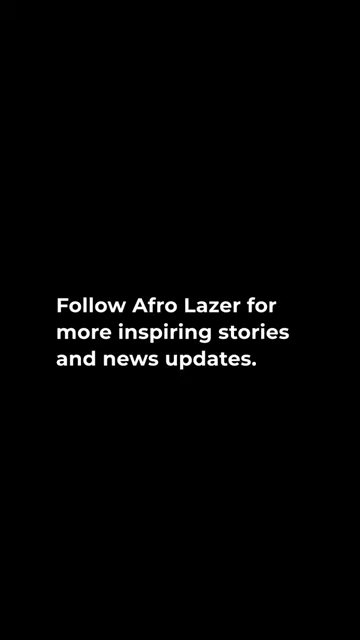 Follow Afro Lazer for
more inspiring stories
and news updates.